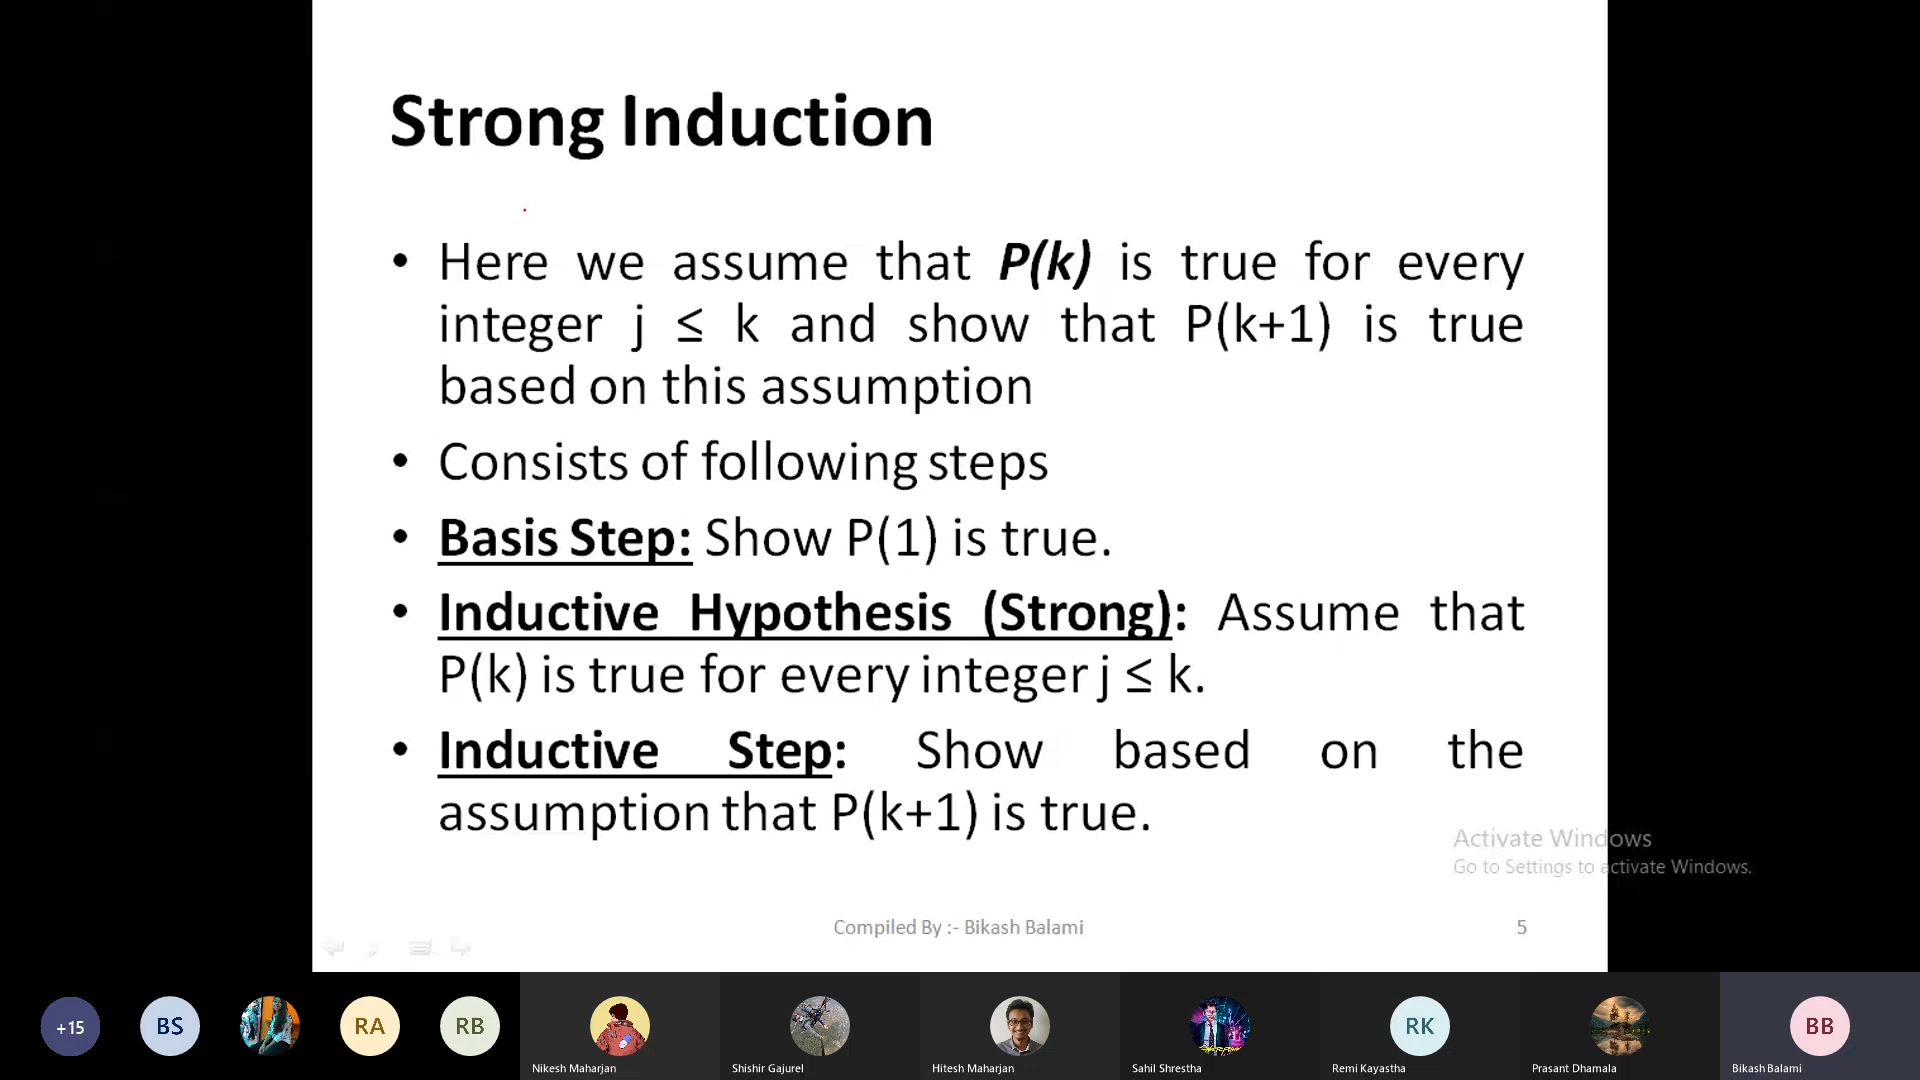 Strong Induction
• Here we assume that P(k) is true for every
integer j ≤ k and show that P(k+1) is true
based on this assumption
• Consists of following steps
• Basis Step: Show P(1) is true.
• Inductive Hypothesis (Strong): Assume that
P(k) is true for every integer j ≤ k.
• Inductive Step: Show based on the
assumption that P(k+1) is true.
Activate Windows
Go to Settings to activate Windows.
Compiled By :- Bikash Balami
5
+15
BS
RA
RB
RK
BB
Nikesh Maharjan
Shishir Gajurel
Hitesh Maharjan
Sahil Shrestha
Remi Kayastha
Prasant Dhamala
Bikash Balami